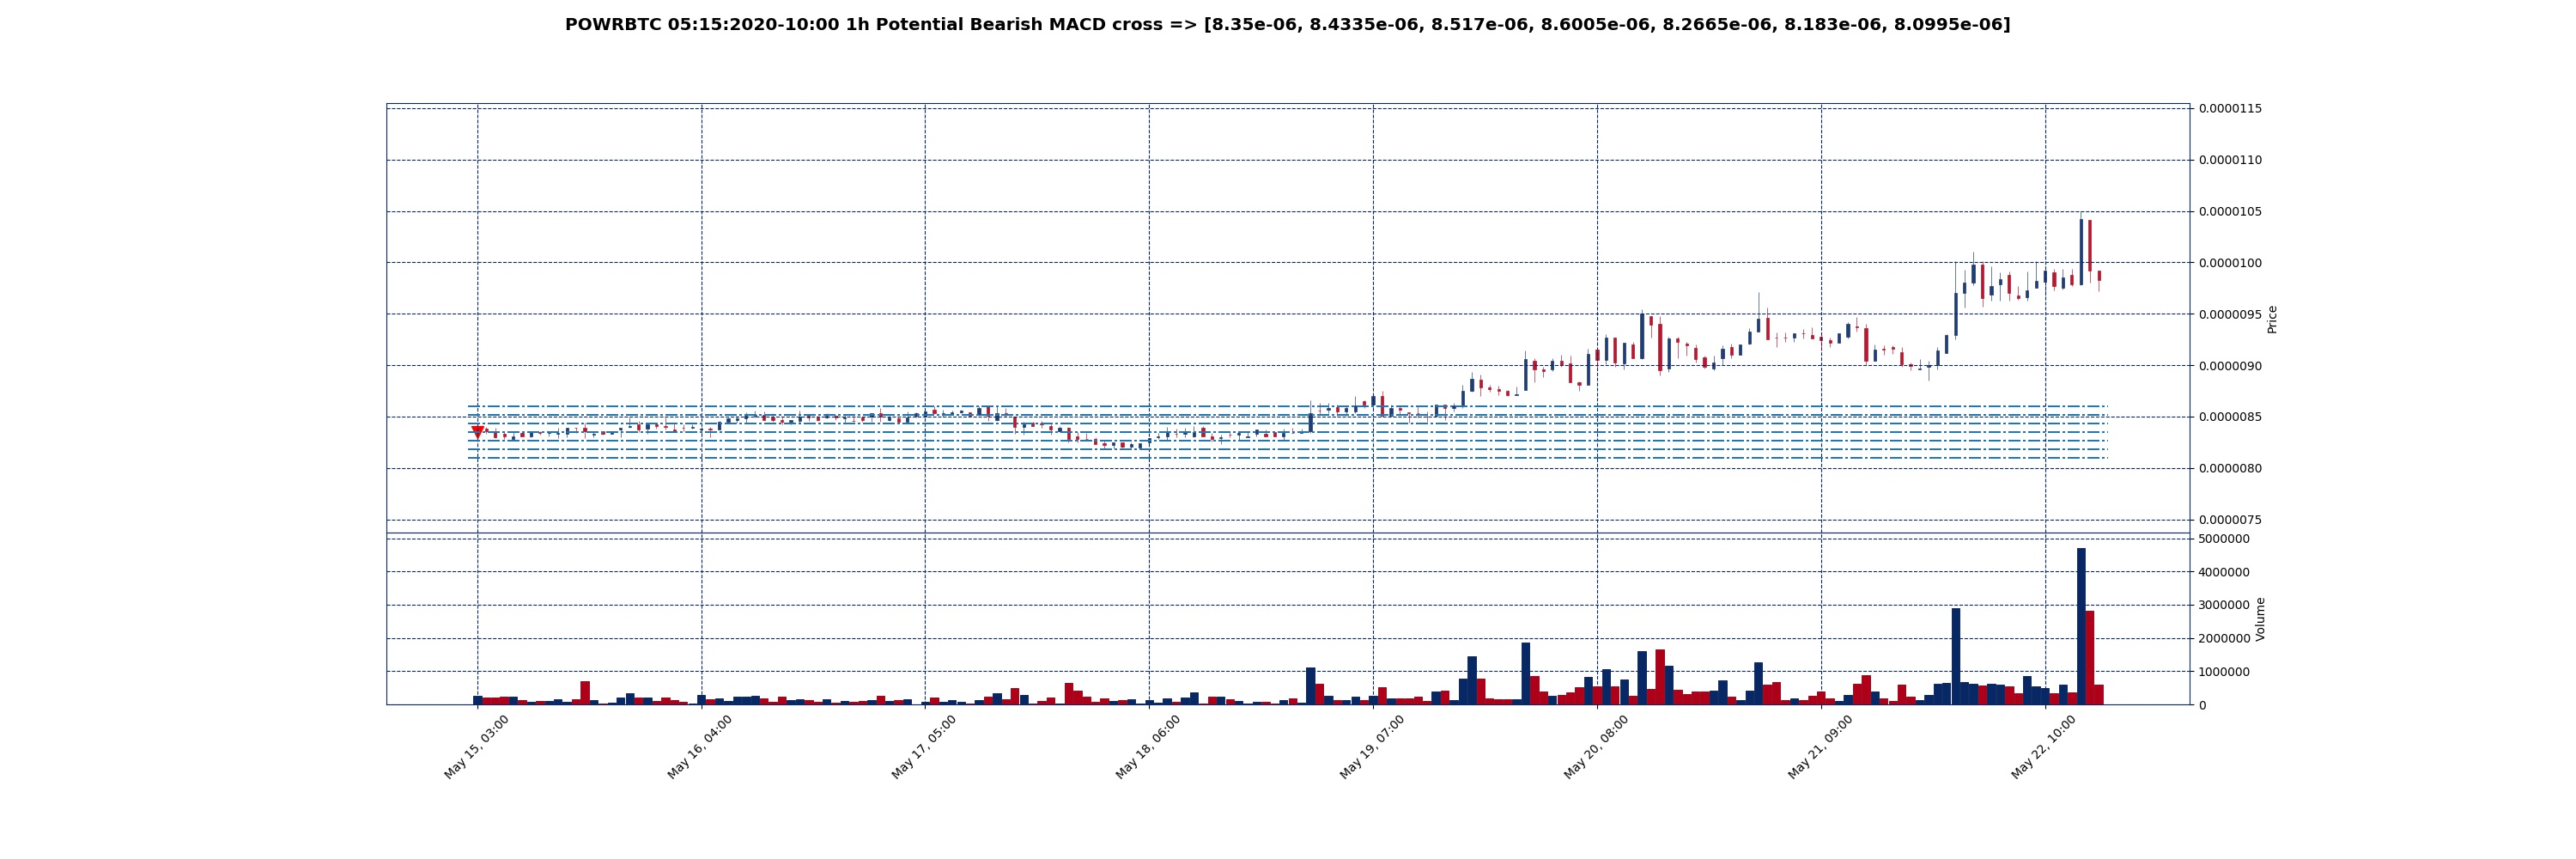 POWRBTC 05:15:2020-10:00 1h Potential Bearish MACD cross => [8.35e-06, 8.4335e-06, 8.517e-06, 8.6005e-06, 8.2665e-06, 8.183e-06, 8.0995e-06]
0.0000115
0.0000110
0.0000105
0.0000100
0.0000095
Price
0.0000090
0.0000085
0.0000080
0.0000075
5000000
4000000
3000000
Volume
2000000
1000000
0
May 15, 03:00
May 16, 04:00
May 17, 05:00
May 18, 06:00
May 19, 07:00
May 20, 08:00
May 21, 09:00
May 22, 10:00